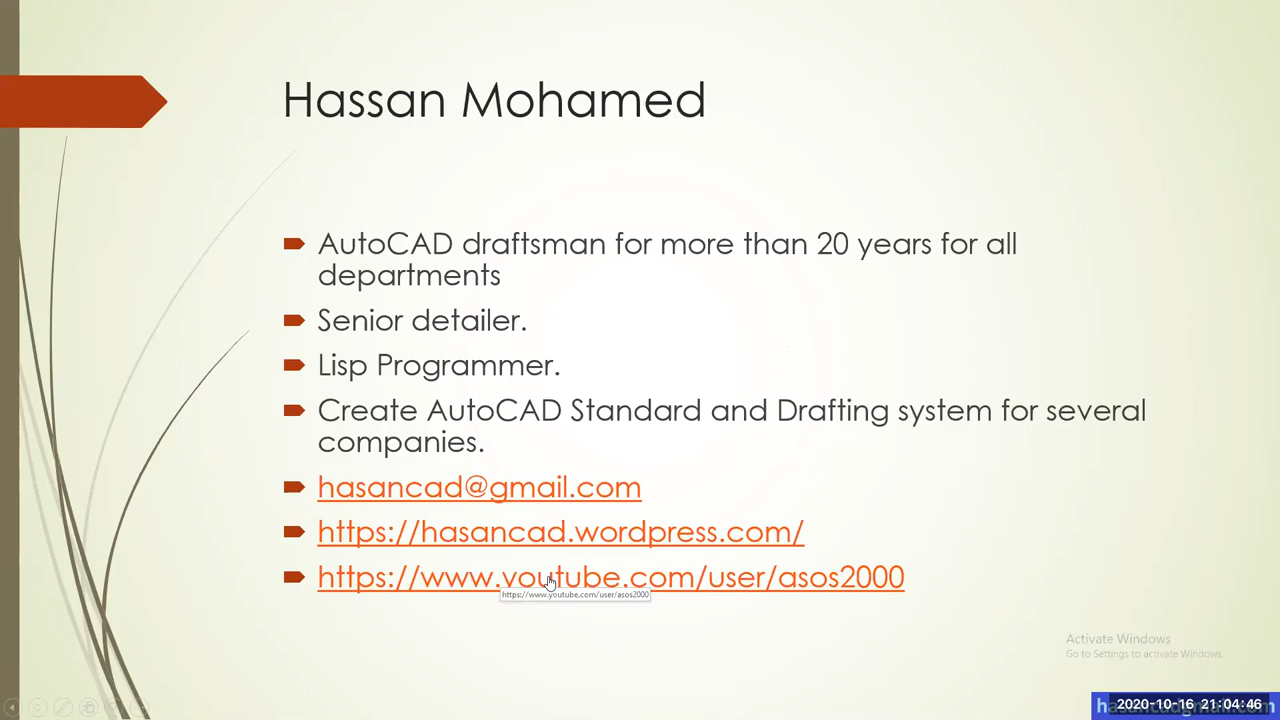 Hassan Mohamed
AutoCAD draftsman for more than 20 years for all
departments
Senior detailer.
Lisp Programmer.
Create AutoCAD Standard and Drafting system for several
companies.
hasancad@gmail.com
https://hasancad.wordpress.com/
https://www.youtube.com/user/asos2000
https://www.youtube.com/user/asos2000
Activate Windows
Go to Settings to activate Windows.
2020-10-16 21:04:46